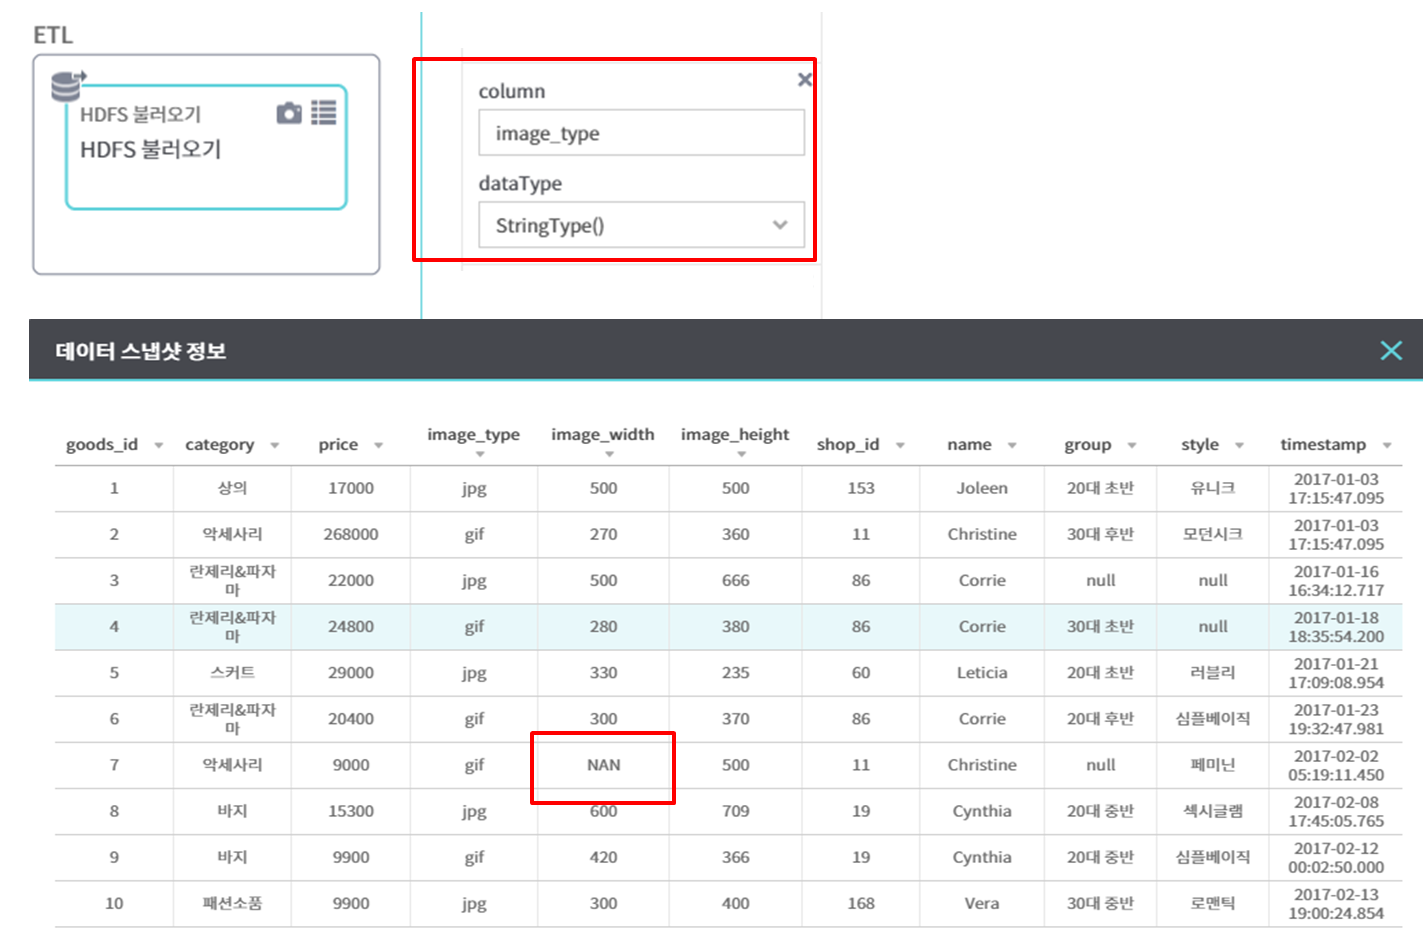 ETL
HDFS 불러오기
HDFS 불러오기
column
image_type
dataType
StringType()
데이터 스냅샷 정보
goods_id category price image_type image_width image_height shop_id name group style timestamp
1 상의 17000 jpg 500 500 153 Joleen 20대 초반 유니크 2017-01-03 17:15:47.095
2 악세사리 268000 gif 270 360 11 Christine 30대 후반 모던시크 2017-01-03 17:15:47.095
3 란제리&파자마 22000 jpg 500 666 86 Corrie null null 2017-01-16 16:34:12.717
4 란제리&파자마 24800 gif 280 380 86 Corrie 30대 초반 null 2017-01-18 18:35:54.200
5 스커트 29000 jpg 330 235 60 Leticia 20대 초반 러블리 2017-01-21 17:09:08.954
6 란제리&파자마 20400 gif 300 370 86 Corrie 20대 후반 심플베이직 2017-01-23 19:32:47.981
7 악세사리 9000 gif NAN 500 11 Christine null 페미닌 2017-02-02 05:19:11.450
8 바지 15300 jpg 600 709 19 Cynthia 20대 중반 섹시글램 2017-02-08 17:45:05.765
9 바지 9900 gif 420 366 19 Cynthia 20대 중반 심플베이직 2017-02-12 00:02:50.000
10 패션소품 9900 jpg 300 400 168 Vera 30대 중반 로맨틱 2017-02-13 19:00:24.854